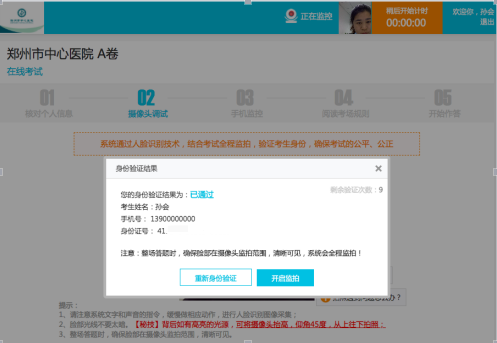 正在监控
稍后开始计时
00:00:00
欢迎你，孙会
退出
郑州市中心医院 A卷
在线考试
01
核对个人信息
02
摄像头调试
03
手机监控
04
阅读考场规则
05
开始作答
系统通过人脸识别技术，结合考试全程监拍，验证考生身份，确保考试的公平、公正
身份验证结果
剩余验证次数：9
你的身份验证结果为：已通过
考生姓名：孙会
手机号： 13900000000
身份证号： 41
注意：整场答题时，确保脸部在摄像头监拍范围，清晰可见，系统会全程监拍！
重新身份验证
开启监拍
提示：
1、请注意系统文字和声音的指令，缓慢做相应动作，进行人脸识别图像采集；
2、脸部光线不要太暗。【秘技】背后如有高亮的光源，可将摄像头抬高，仰角45度，从上往下拍照；
3、整场答题时，确保脸部在摄像头监拍范围，清晰可见。